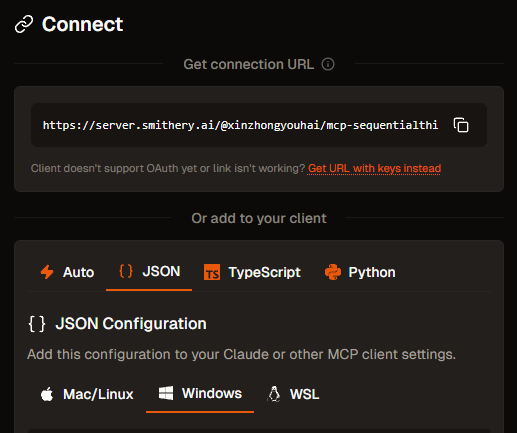 Connect
Get connection URL
https://server.smithery.ai/@xinzhongyouhai/mcp-sequentialthi
Client doesn't support OAuth yet or link isn't working? Get URL with keys instead
Or add to your client
Auto {} JSON TS TypeScript Python
{} JSON Configuration
Add this configuration to your Claude or other MCP client settings.
Mac/Linux Windows WSL